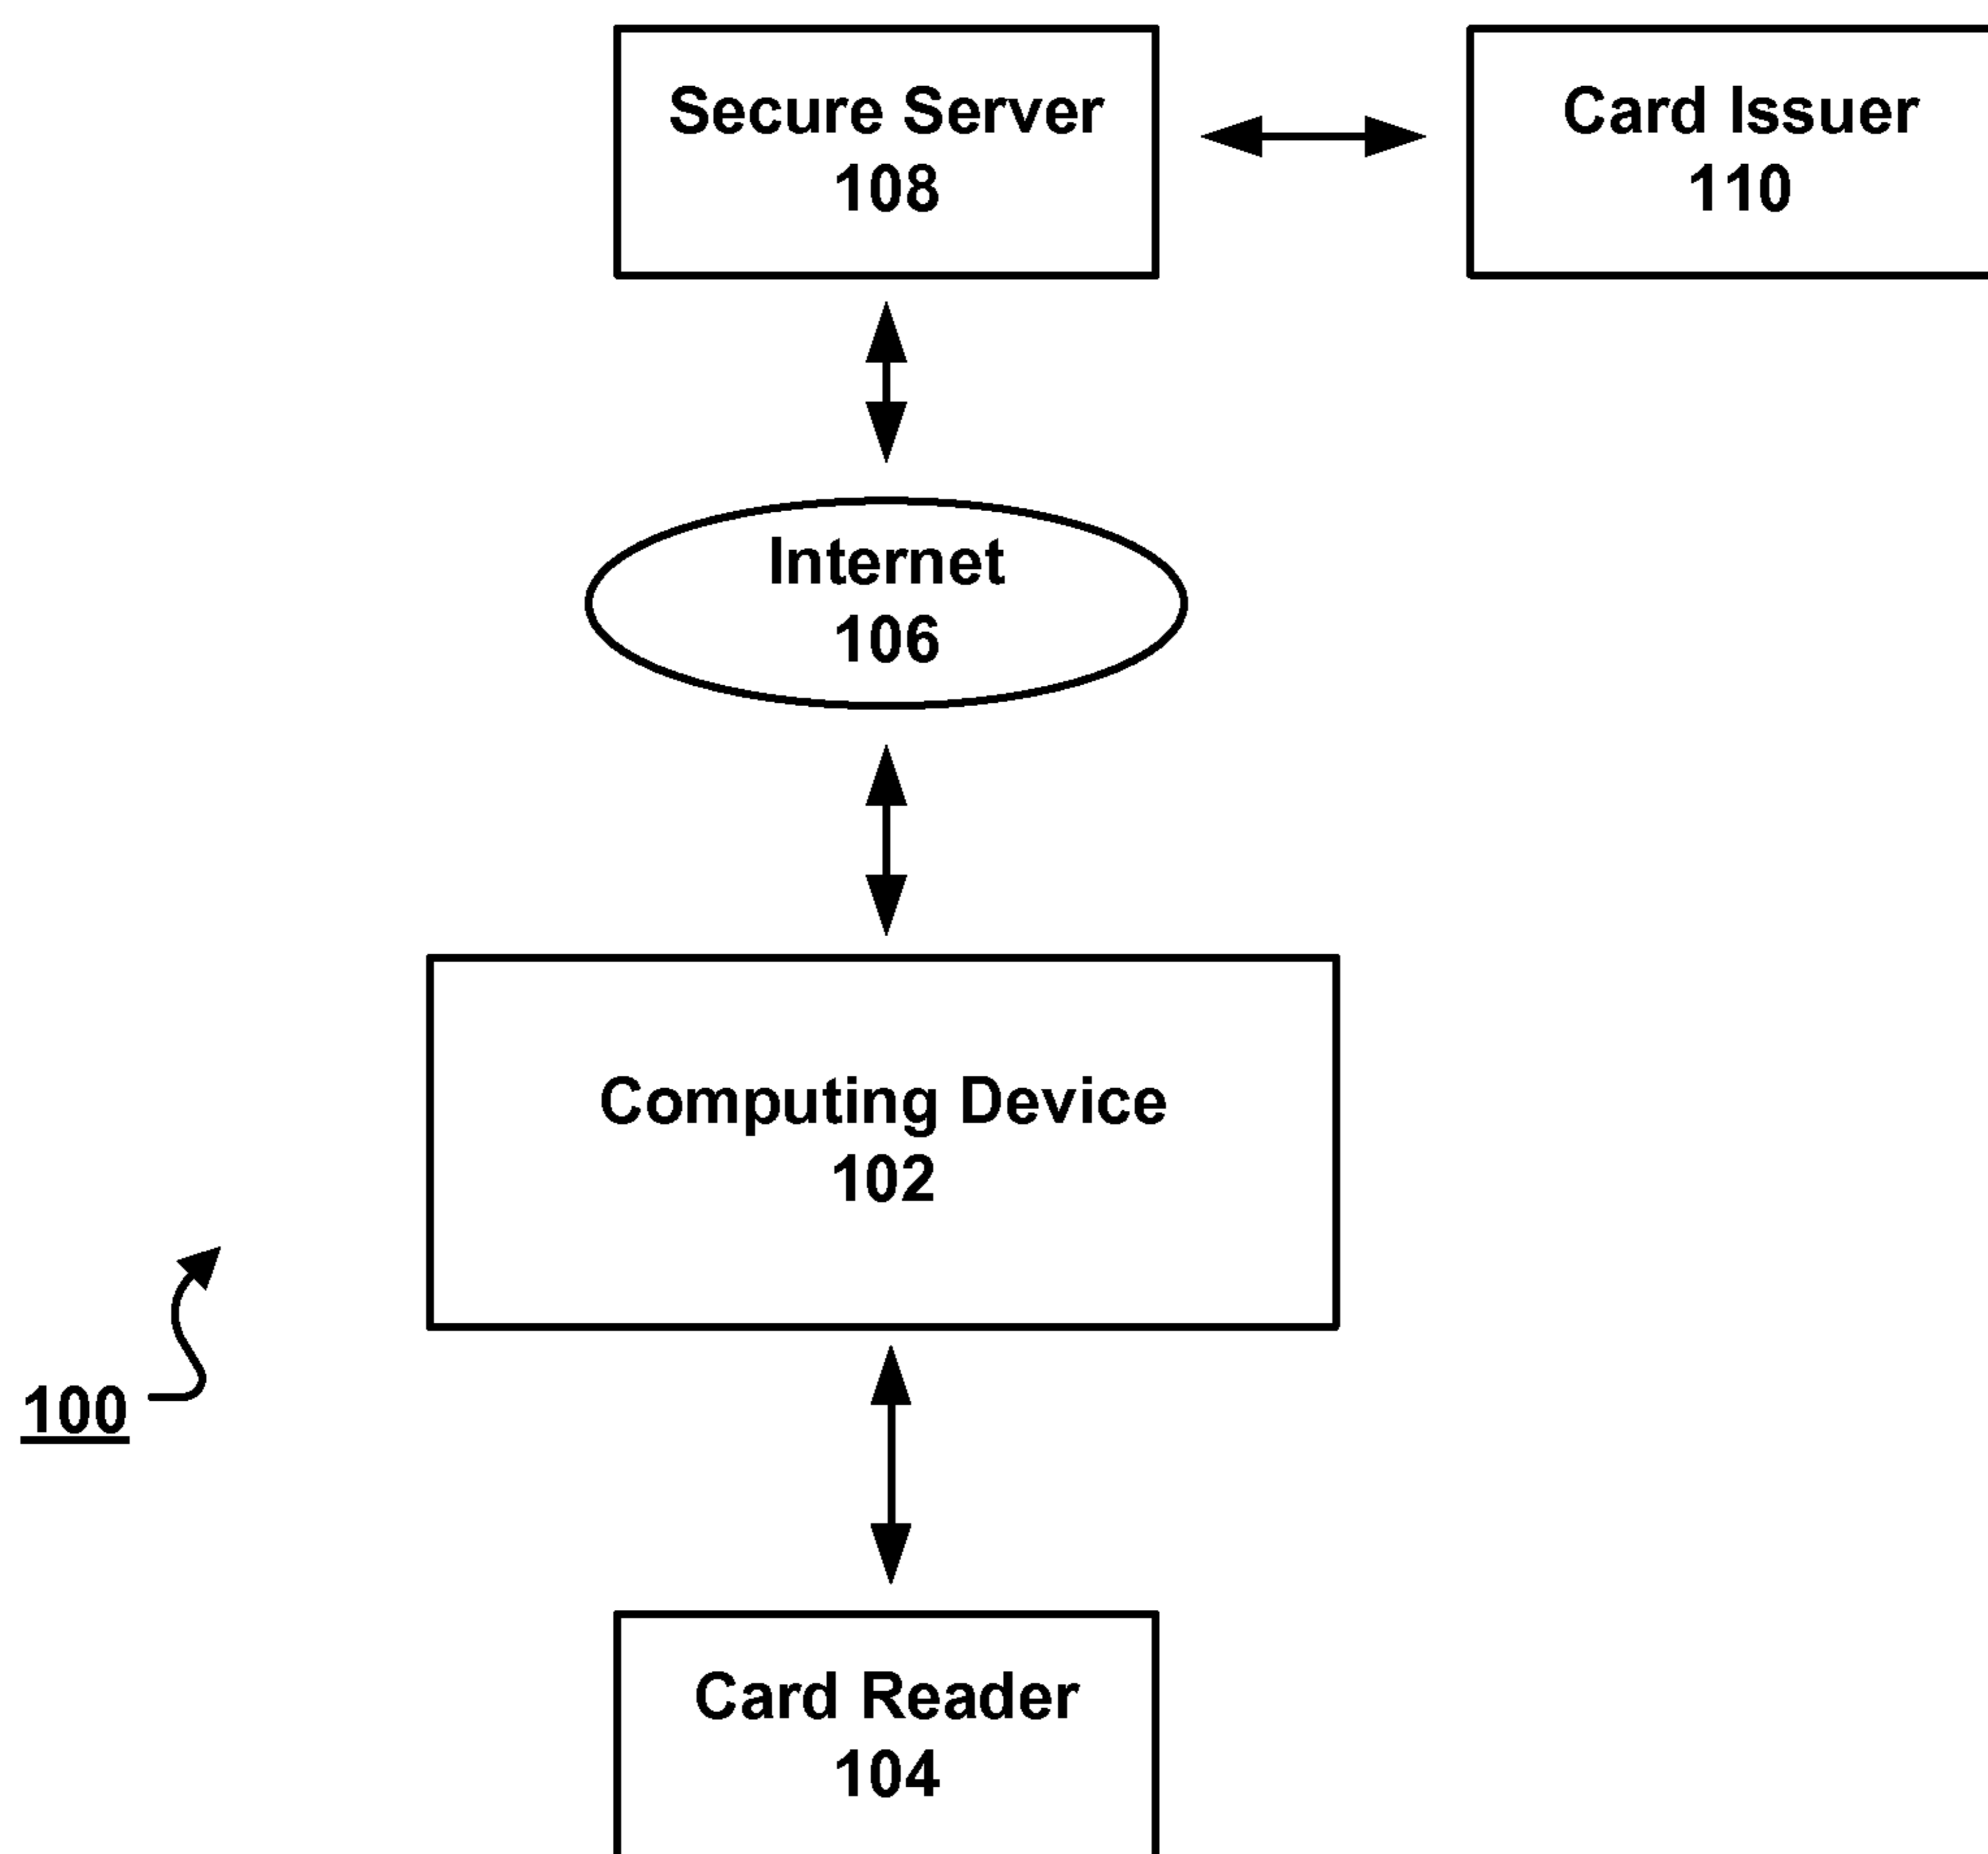 Secure Server
108
Card Issuer
110
Internet
106
Computing Device
102
100
Card Reader
104